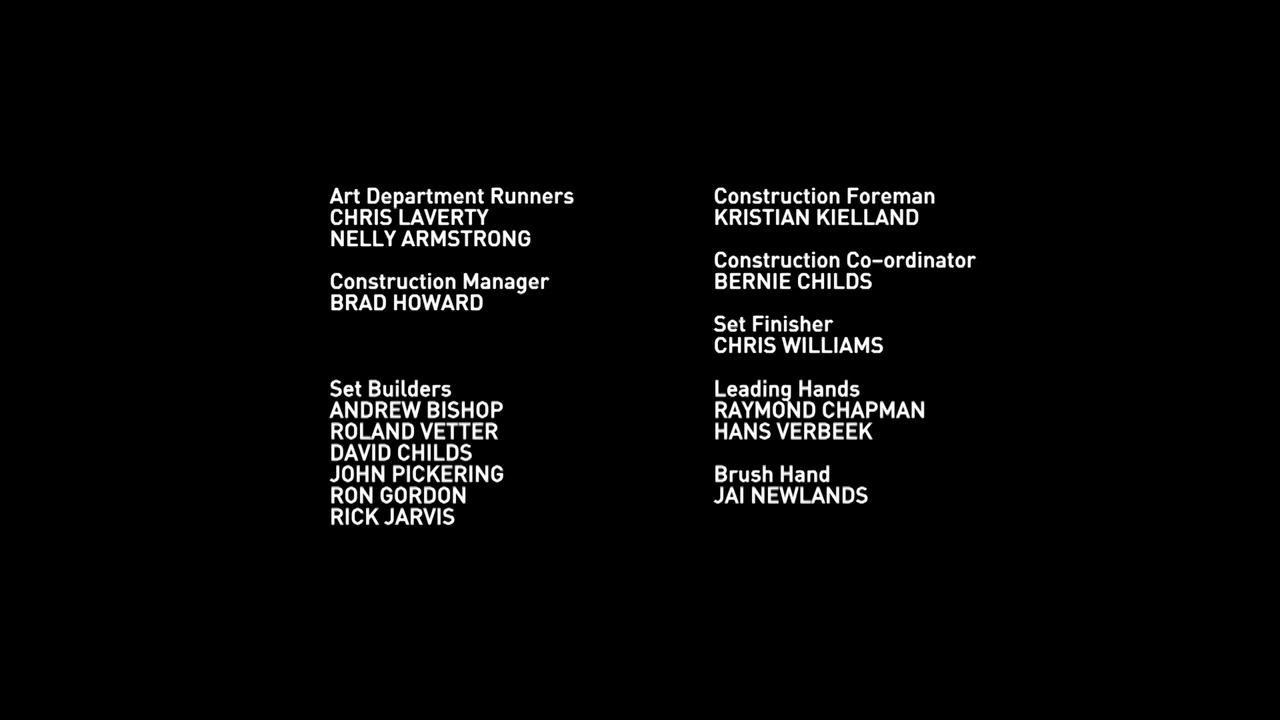 Art Department Runners
CHRIS LAVERTY
NELLY ARMSTRONG
Construction Manager
BRAD HOWARD
Set Builders
ANDREW BISHOP
ROLAND VETTER
DAVID CHILDS
JOHN PICKERING
RON GORDON
RICK JARVIS
Construction Foreman
KRISTIAN KIELLAND
Construction Co–ordinator
BERNIE CHILDS
Set Finisher
CHRIS WILLIAMS
Leading Hands
RAYMOND CHAPMAN
HANS VERBEEK
Brush Hand
JAI NEWLANDS